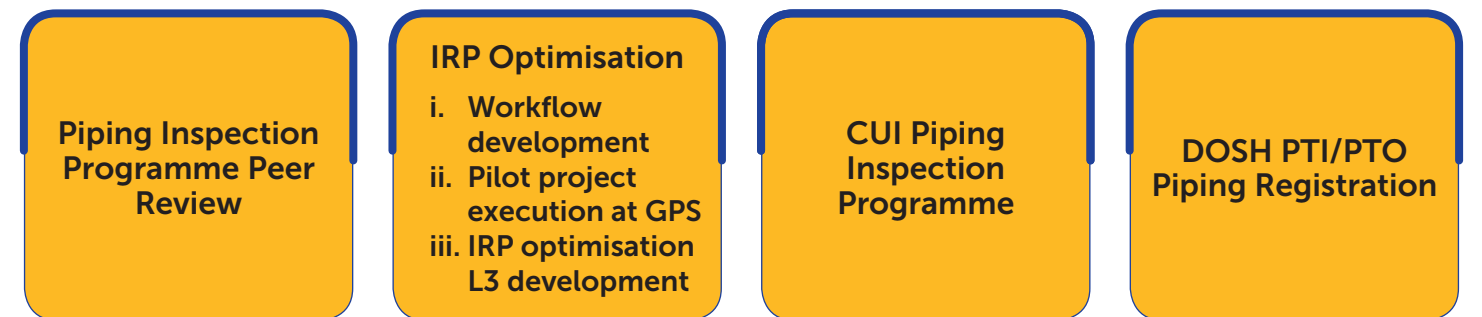 Piping Inspection
Programme Peer
Review
IRP Optimisation
i. Workflow
development
ii. Pilot project
execution at GPS
iii. IRP optimisation
L3 development
CUI Piping
Inspection
Programme
DOSH PTI/PTO
Piping Registration